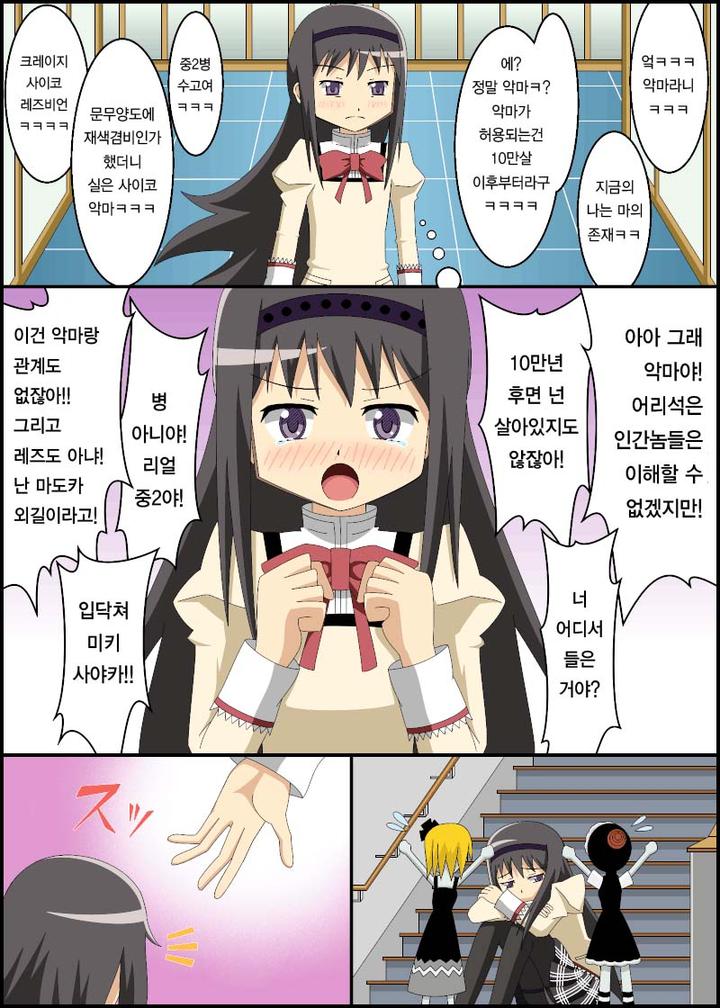 엌ㅋㅋㅋ
악마라니
ㅋㅋㅋ
지금의
나는 마의
존재ㅋㅋ
에?
정말 악마ㅋ?
악마가
허용되는건
10만살
이후부터라구
ㅋㅋㅋㅋ
중2병
수고여
ㅋㅋㅋ
문무양도에
재색겸비인가
했더니
실은 사이코
악마ㅋㅋㅋ
크레이지
사이코
레즈비언
ㅋㅋㅋㅋ
아아 그래
악마야!
어리석은
인간놈들은
이해할 수
없겠지만!
너
어디서
들은
거야?
10만년
후면 넌
살아있지도
않잖아!
병
아니야!
리얼
중2야!
이건 악마랑
관계도
없잖아!!
그리고
레즈도 아냐!
난 마도카
외길이라고!
입닥쳐
미키
사야카!!
スッ